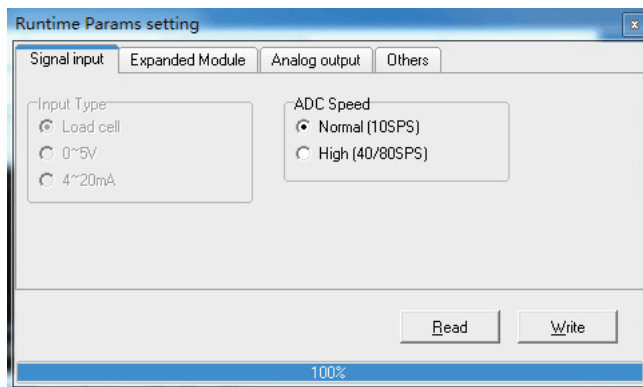 Runtime Params setting
x
Signal input Expanded Module Analog output Others
Input Type
Load cell
0~5V
4~20mA
ADC Speed
Normal (10SPS)
High (40/80SPS)
Read Write
100%